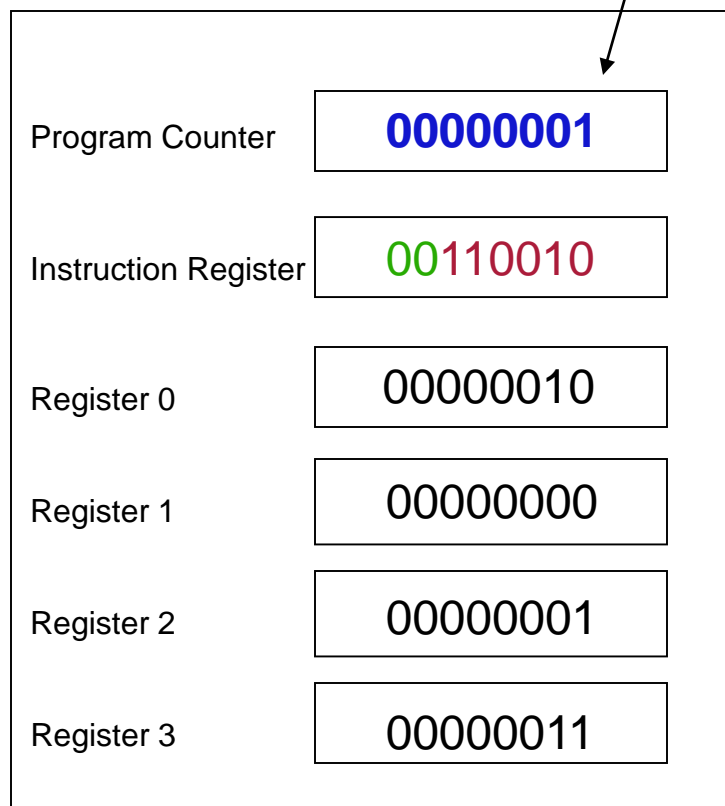 Program Counter 00000001
Instruction Register 00110010
Register 0 00000010
Register 1 00000000
Register 2 00000001
Register 3 00000011